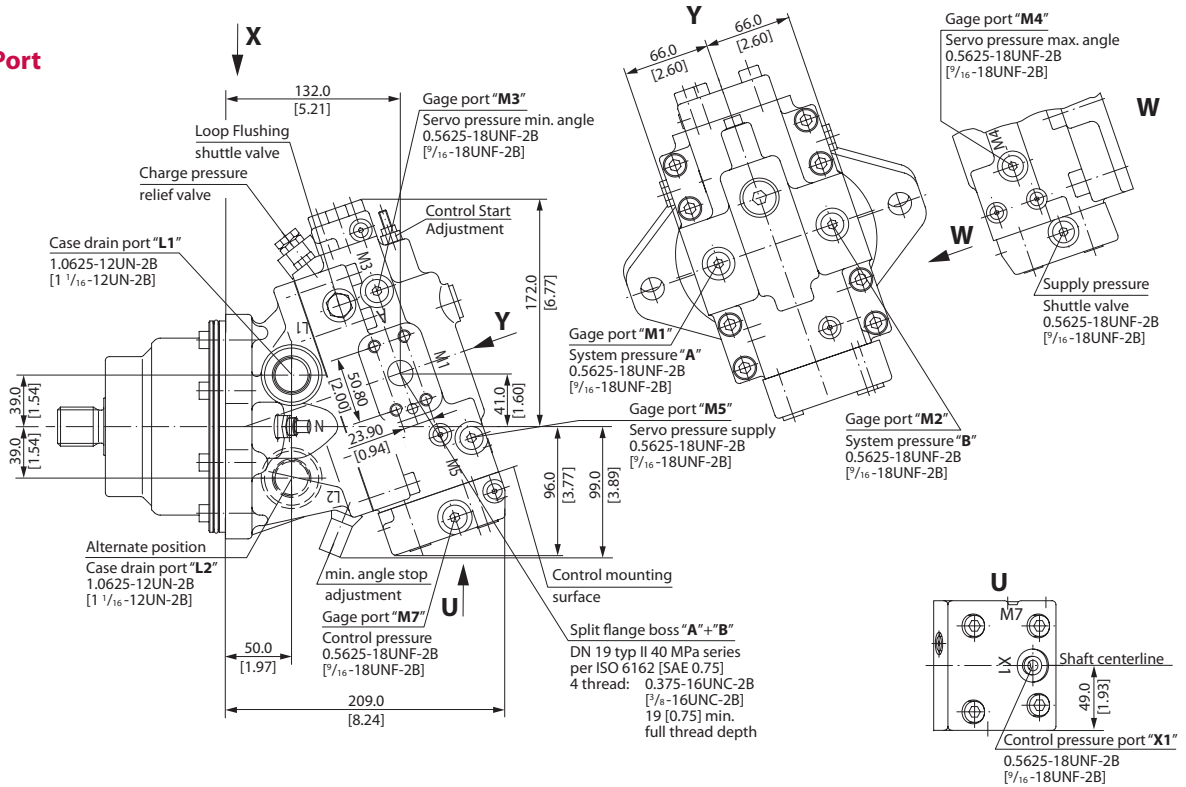 Port
X
132.0
[5.21]
Loop Flushing
shuttle valve
Charge pressure
relief valve
Gage port "M3"
Servo pressure min. angle
0.5625-18UNF-2B
[9/16-18UNF-2B]
Control Start
Adjustment
Case drain port "L1"
1.0625-12UN-2B
[1 1/16-12UN-2B]
M3
A
L1
M1
N
M5
L2
172.0
[6.77]
Y
39.0
[1.54]
39.0
[1.54]
50.80
[2.00]
23.90
[0.94]
41.0
[1.60]
96.0
[3.77]
99.0
[3.89]
Gage port "M5"
Servo pressure supply
0.5625-18UNF-2B
[9/16-18UNF-2B]
Alternate position
Case drain port "L2"
1.0625-12UN-2B
[1 1/16-12UN-2B]
min. angle stop
adjustment
Gage port "M7"
Control pressure
0.5625-18UNF-2B
[9/16-18UNF-2B]
U
Control mounting
surface
Split flange boss "A"+"B"
DN 19 typ II 40 MPa series
per ISO 6162 [SAE 0.75]
4 thread: 0.375-16UNC-2B
[3/8-16UNC-2B]
19 [0.75] min.
full thread depth
50.0
[1.97]
209.0
[8.24]
Y
66.0
[2.60]
66.0
[2.60]
W
Gage port "M1"
System pressure "A"
0.5625-18UNF-2B
[9/16-18UNF-2B]
Gage port "M2"
System pressure "B"
0.5625-18UNF-2B
[9/16-18UNF-2B]
Gage port "M4"
Servo pressure max. angle
0.5625-18UNF-2B
[9/16-18UNF-2B]
W
M4
Supply pressure
Shuttle valve
0.5625-18UNF-2B
[9/16-18UNF-2B]
U
M7
X1
Shaft centerline
49.0
[1.93]
Control pressure port "X1"
0.5625-18UNF-2B
[9/16-18UNF-2B]